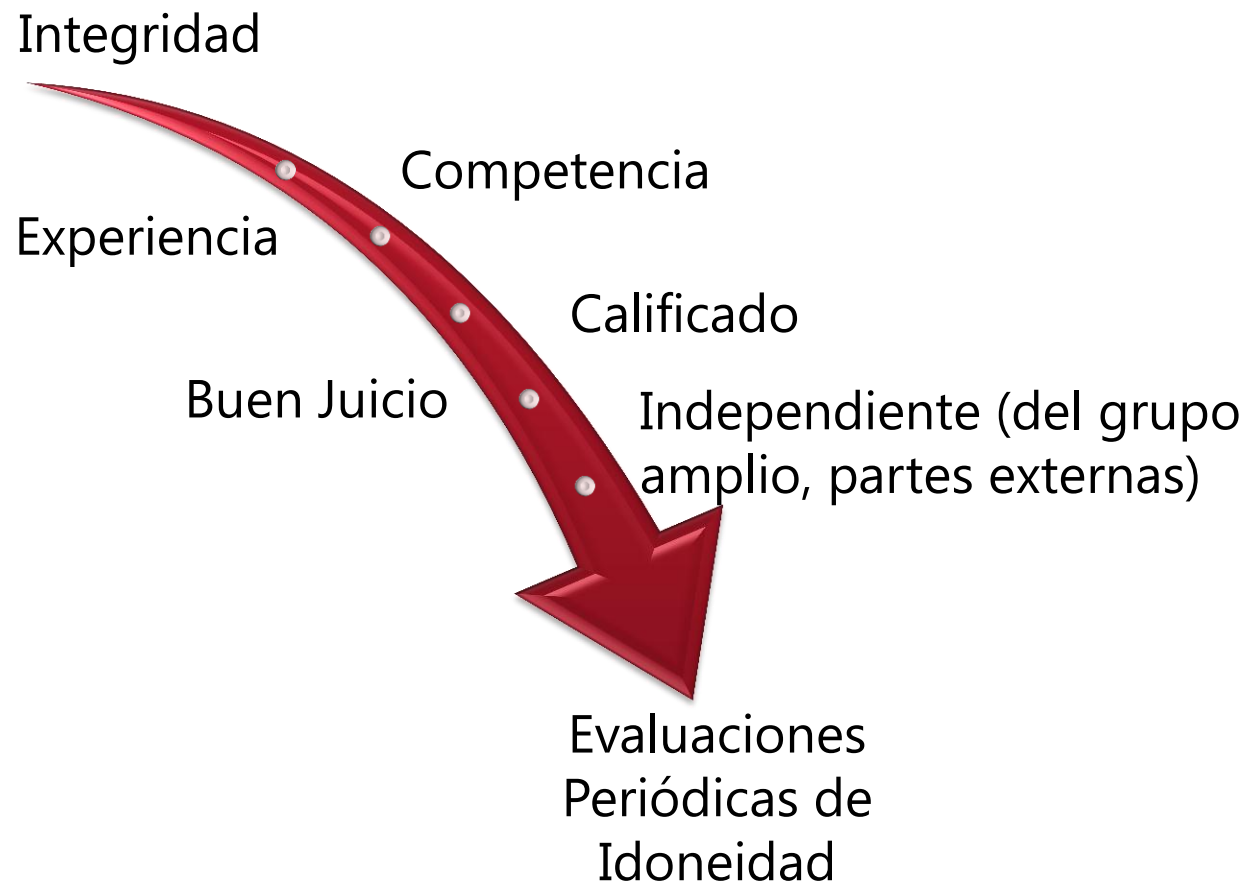 Integridad
Competencia
Experiencia
Calificado
Buen Juicio
Independiente (del grupo
amplio, partes externas)
Evaluaciones
Periódicas de
Idoneidad